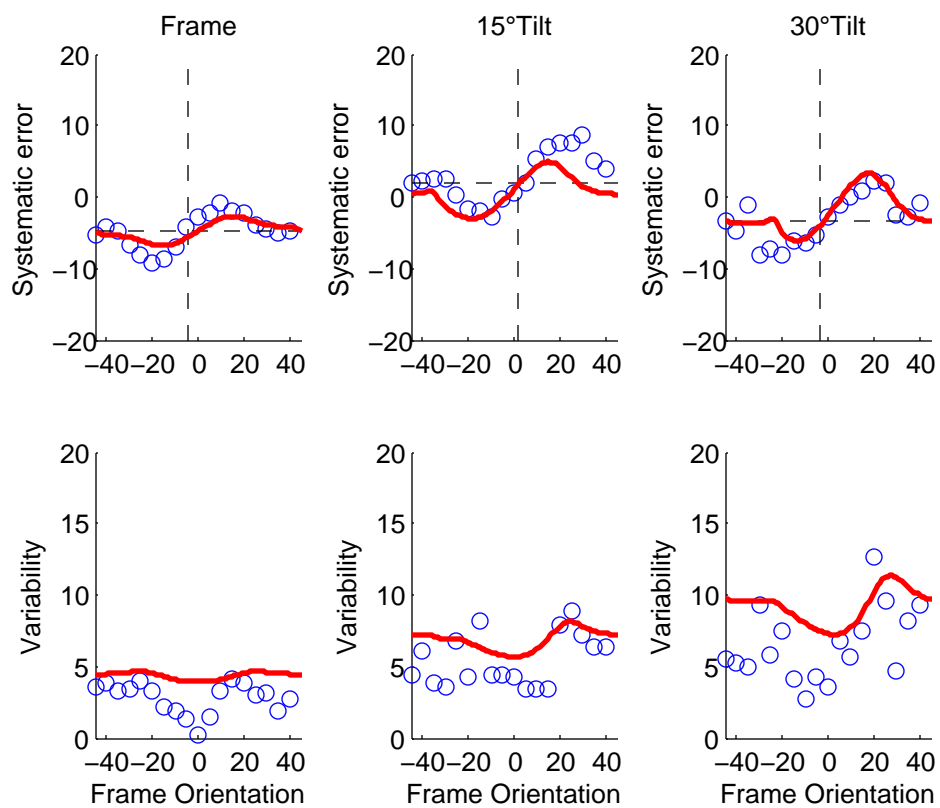 Frame 15°Tilt 30°Tilt
Systematic error Systematic error Systematic error
20 20 20
10 10 10
0 0 0
−10 −10 −10
−20 −20 −20
−40 −20 0 20 40 −40 −20 0 20 40 −40 −20 0 20 40
Variability Variability Variability
20 20 20
15 15 15
10 10 10
5 5 5
0 0 0
−40 −20 0 20 40 −40 −20 0 20 40 −40 −20 0 20 40
Frame Orientation Frame Orientation Frame Orientation